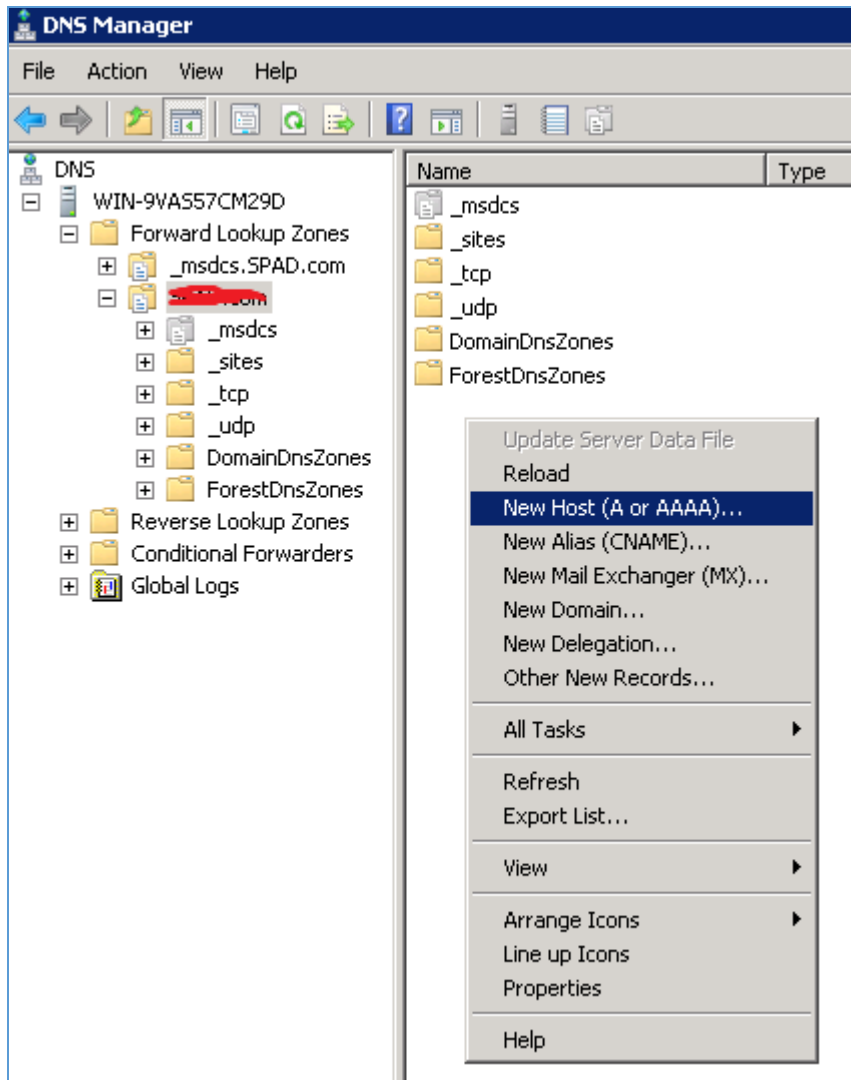 DNS Manager
File Action View Help
DNS
WIN-9VAS57CM29D
Forward Lookup Zones
_msdcs.SPAD.com
_msdcs
_sites
_tcp
_udp
DomainDnsZones
ForestDnsZones
Reverse Lookup Zones
Conditional Forwarders
Global Logs
Name Type
_msdcs
_sites
_tcp
_udp
DomainDnsZones
ForestDnsZones
Update Server Data File
Reload
New Host (A or AAAA)...
New Alias (CNAME)...
New Mail Exchanger (MX)...
New Domain...
New Delegation...
Other New Records...
All Tasks
Refresh
Export List...
View
Arrange Icons
Line up Icons
Properties
Help